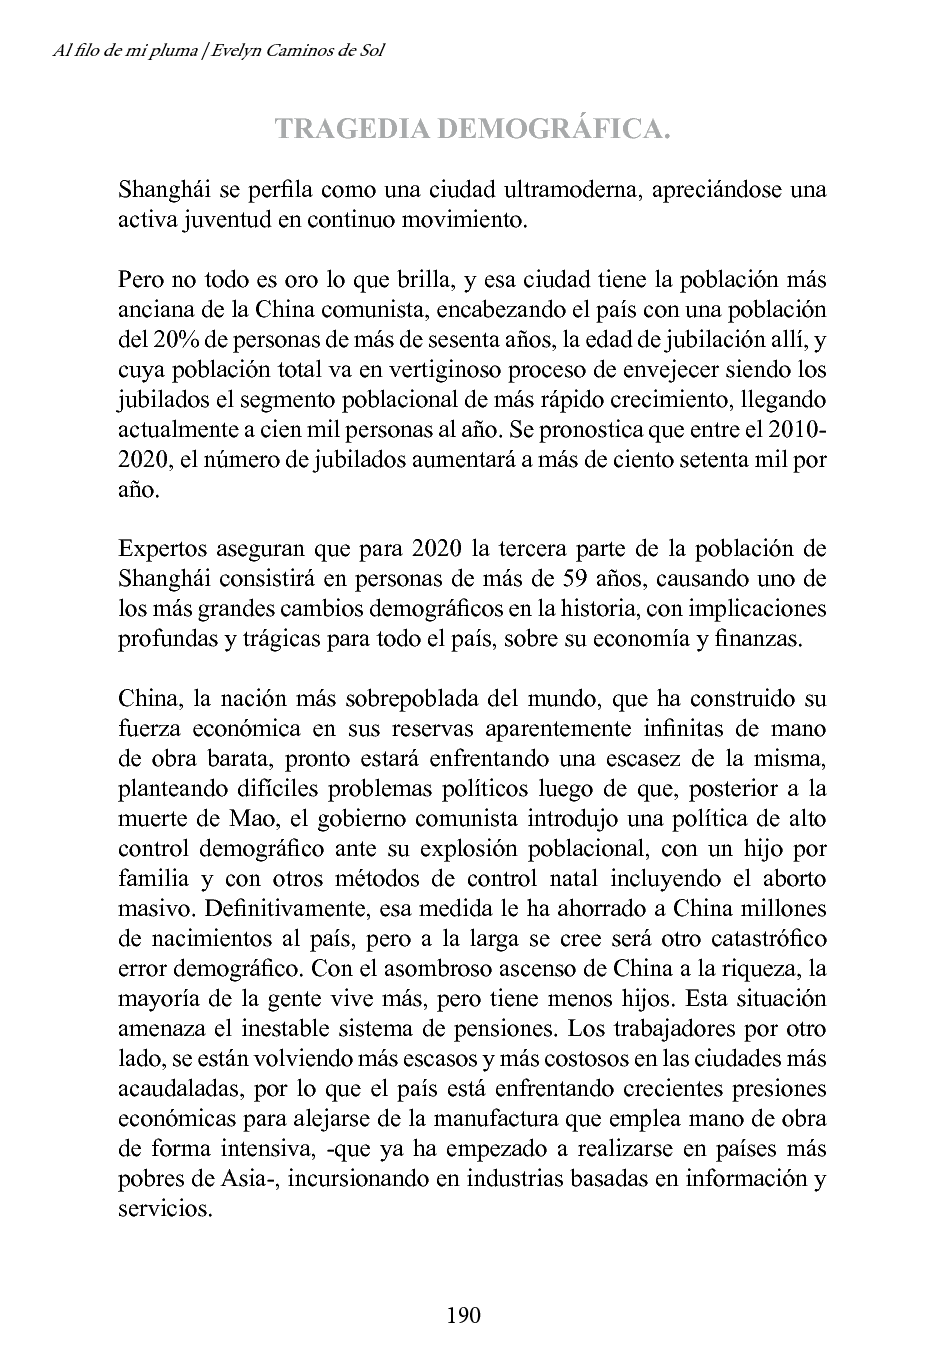 Al filo de mi pluma / Evelyn Caminos de Sol
TRAGEDIA DEMOGRÁFICA.
Shanghái se perfila como una ciudad ultramoderna, apreciándose una
activa juventud en continuo movimiento.
Pero no todo es oro lo que brilla, y esa ciudad tiene la población más
anciana de la China comunista, encabezando el país con una población
del 20% de personas de más de sesenta años, la edad de jubilación allí, y
cuya población total va en vertiginoso proceso de envejecer siendo los
jubilados el segmento poblacional de más rápido crecimiento, llegando
actualmente a cien mil personas al año. Se pronostica que entre el 2010-
2020, el número de jubilados aumentará a más de ciento setenta mil por
año.
Expertos aseguran que para 2020 la tercera parte de la población de
Shanghái consistirá en personas de más de 59 años, causando uno de
los más grandes cambios demográficos en la historia, con implicaciones
profundas y trágicas para todo el país, sobre su economía y finanzas.
China, la nación más sobrepoblada del mundo, que ha construido su
fuerza económica en sus reservas aparentemente infinitas de mano
de obra barata, pronto estará enfrentando una escasez de la misma,
planteando difíciles problemas políticos luego de que, posterior a la
muerte de Mao, el gobierno comunista introdujo una política de alto
control demográfico ante su explosión poblacional, con un hijo por
familia y con otros métodos de control natal incluyendo el aborto
masivo. Definitivamente, esa medida le ha ahorrado a China millones
de nacimientos al país, pero a la larga se cree será otro catastrófico
error demográfico. Con el asombroso ascenso de China a la riqueza, la
mayoría de la gente vive más, pero tiene menos hijos. Esta situación
amenaza el inestable sistema de pensiones. Los trabajadores por otro
lado, se están volviendo más escasos y más costosos en las ciudades más
acaudaladas, por lo que el país está enfrentando crecientes presiones
económicas para alejarse de la manufactura que emplea mano de obra
de forma intensiva, -que ya ha empezado a realizarse en países más
pobres de Asia-, incursionando en industrias basadas en información y
servicios.
190